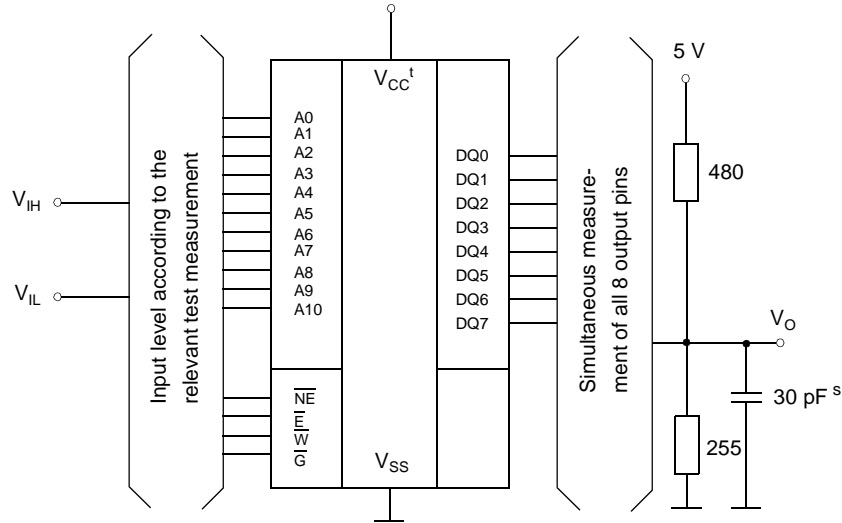 V_IH
V_IL
Input level according to the
relevant test measurement
V_CC^t
A0
A1
A2
A3
A4
A5
A6
A7
A8
A9
A10
N̅E̅
E̅
W̅
G̅
V_SS
DQ0
DQ1
DQ2
DQ3
DQ4
DQ5
DQ6
DQ7
Simultaneous measure-
ment of all 8 output pins
5 V
480
V_O
30 pF^s
255